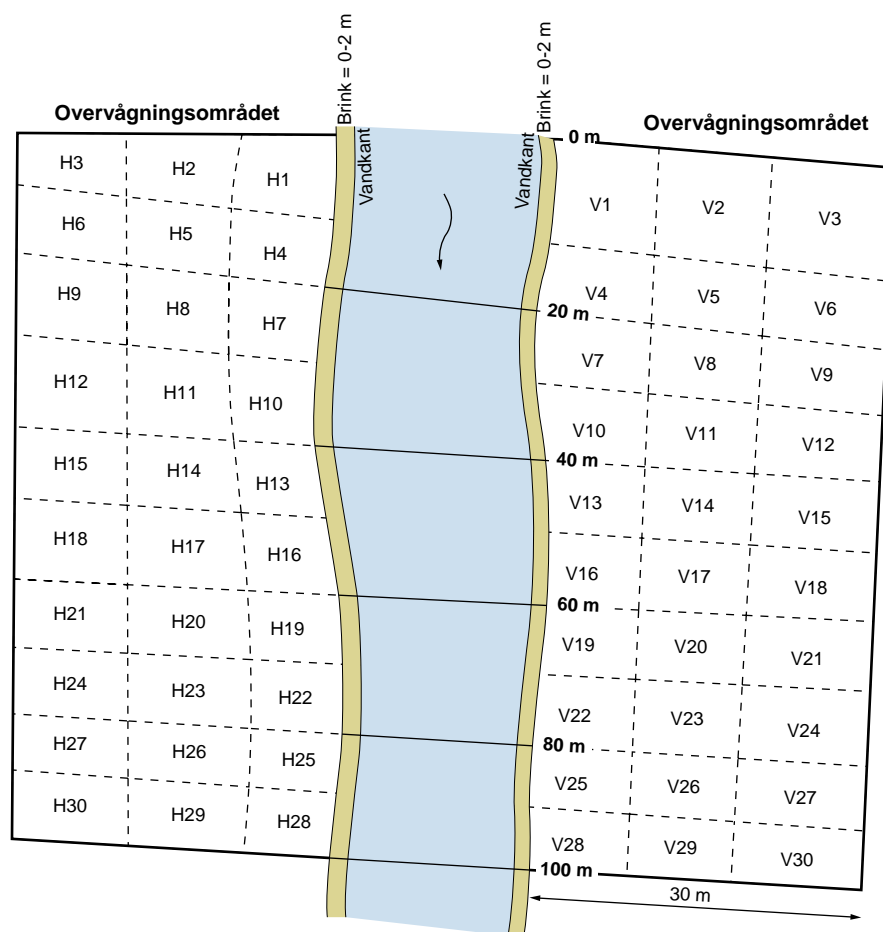 Brink = 0-2 m
Brink = 0-2 m
Overvågningsområdet
Overvågningsområdet
Vandkant
Vandkant
0 m
H3 H2 H1
V1 V2 V3
H6 H5 H4
V4 V5 V6
20 m
H9 H8 H7
V7 V8 V9
H12 H11 H10
V10 V11 V12
40 m
H15 H14 H13
V13 V14 V15
H18 H17 H16
V16 V17 V18
60 m
H21 H20 H19
V19 V20 V21
H24 H23 H22
V22 V23 V24
80 m
H27 H26 H25
V25 V26 V27
H30 H29 H28
V28 V29 V30
100 m
30 m